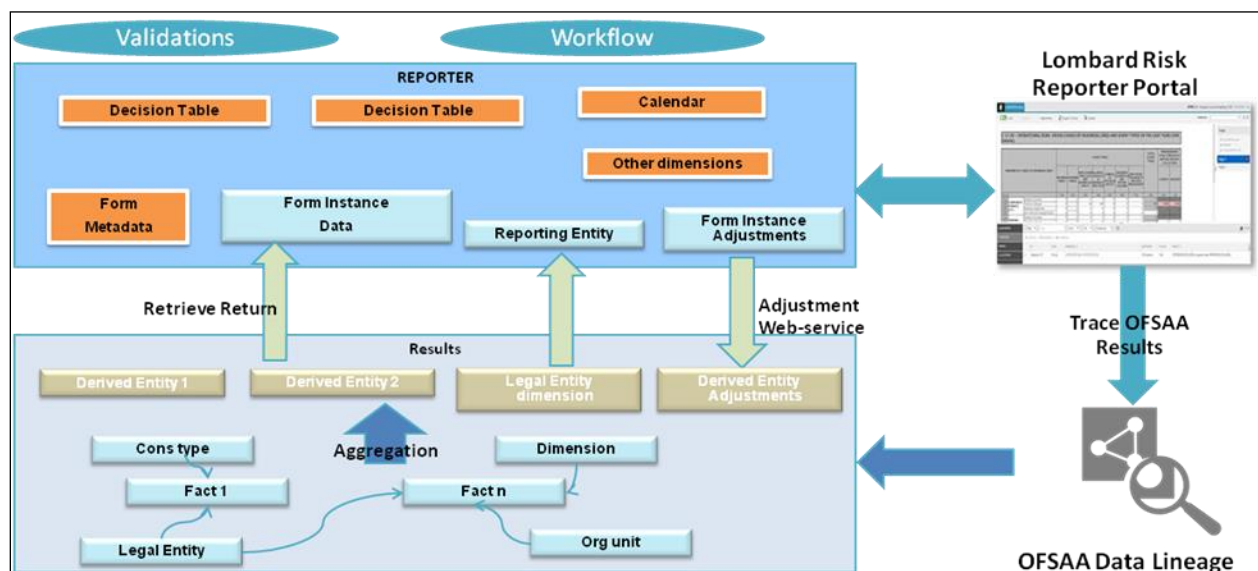 Validations
Workflow
REPORTER
Lombard Risk
Reporter Portal
Decision Table
Decision Table
Calendar
Other dimensions
Form
Metadata
Form Instance
Data
Reporting Entity
Form Instance
Adjustments
Retrieve Return
Adjustment
Web-service
Trace OFSAA
Results
Results
Derived Entity 1
Derived Entity 2
Legal Entity
dimension
Derived Entity
Adjustments
Cons type
Aggregation
Dimension
Fact 1
Fact n
Legal Entity
Org unit
OFSAA Data Lineage